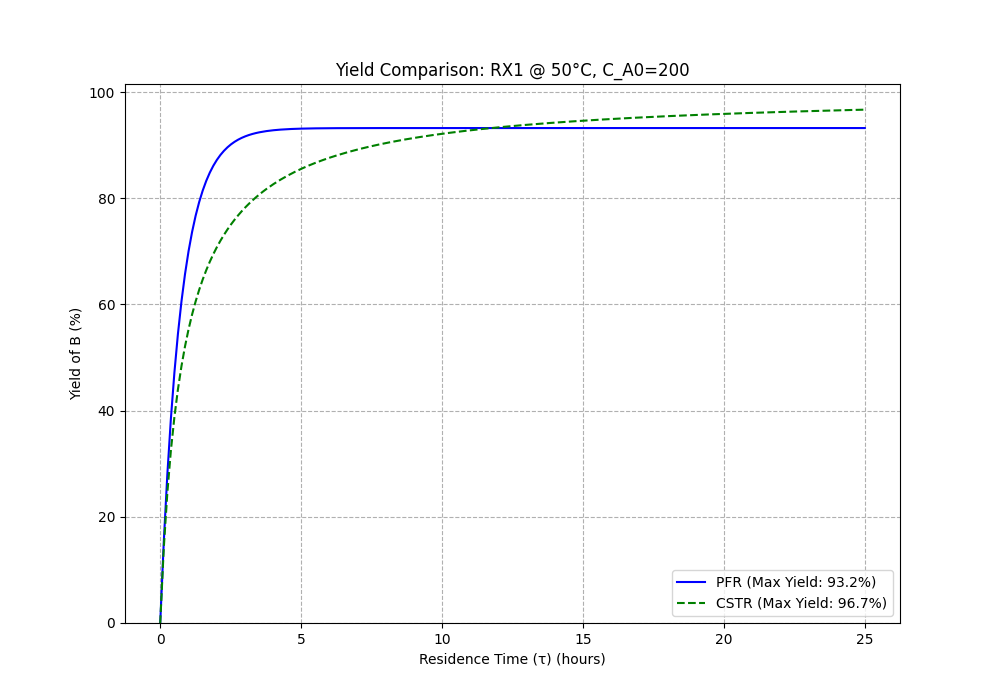 Yield Comparison: RX1 @ 50°C, C_A0=200
Yield of B (%)
100
80
60
40
20
0
0 5 10 15 20 25
Residence Time (τ) (hours)
PFR (Max Yield: 93.2%)
CSTR (Max Yield: 96.7%)